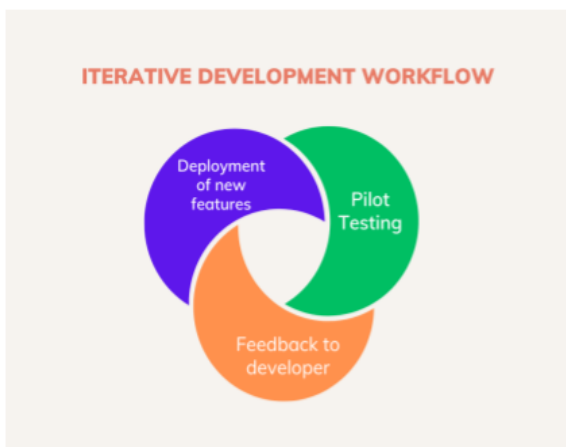 ITERATIVE DEVELOPMENT WORKFLOW
Deployment
of new
features
Pilot
Testing
Feedback to
developer